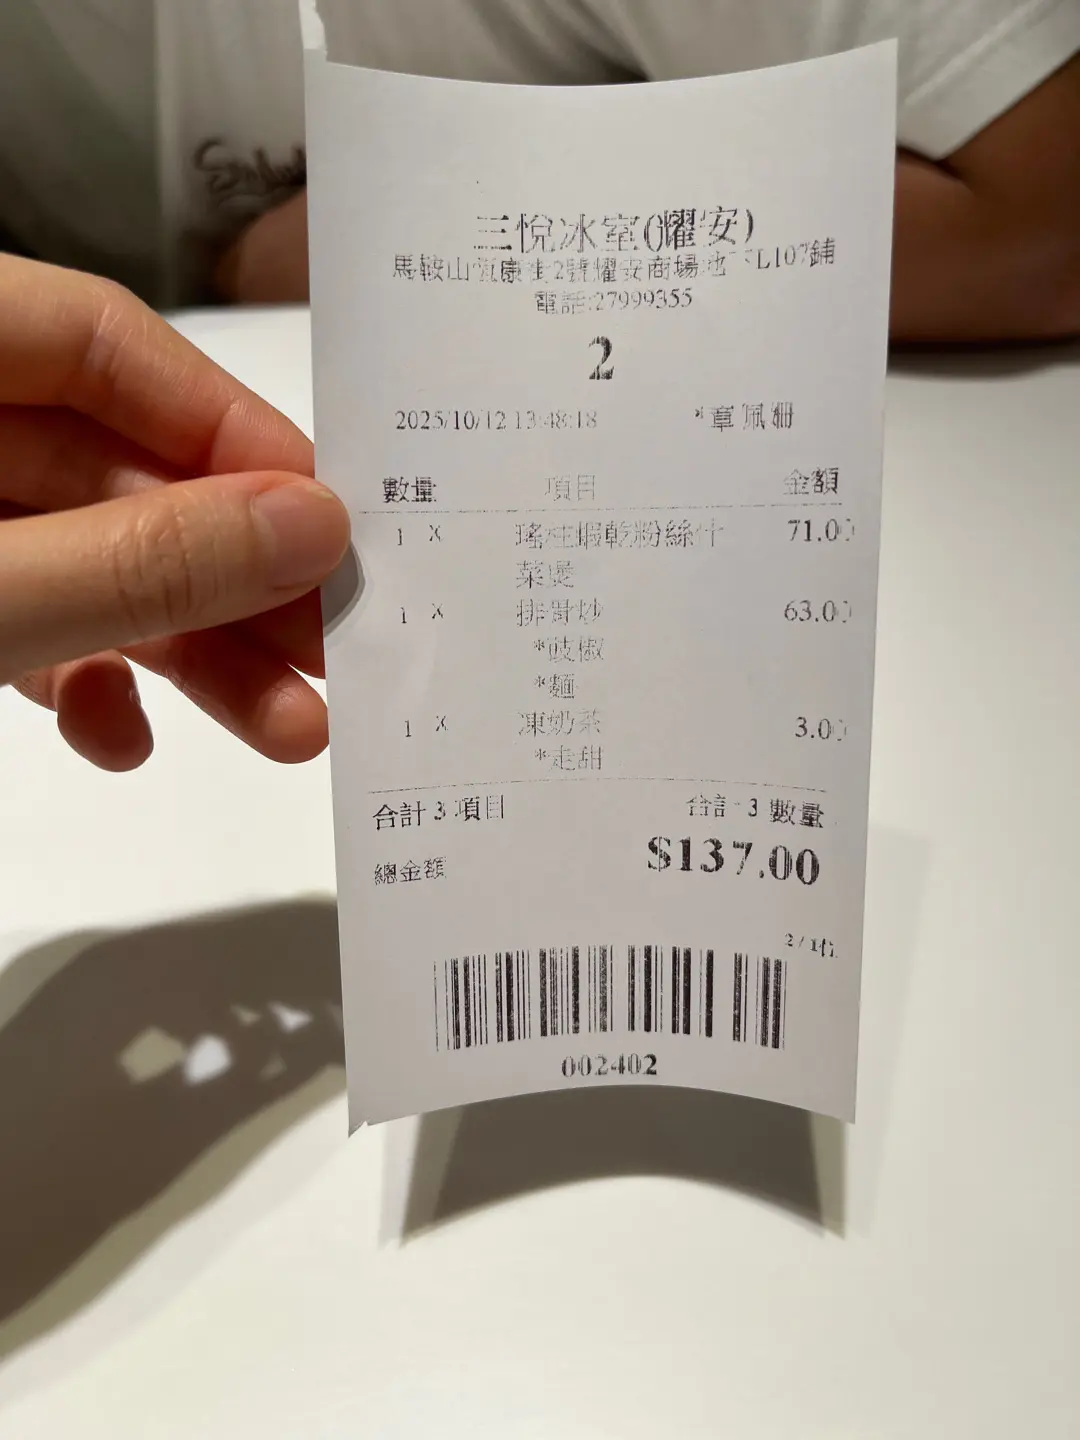 三悅冰室(耀安)
馬鞍山恆康街2號耀安商場地下L107鋪
電話:27999355
2
2025/10/12 13:48:18 *章佩珊
數量 項目 金額
1 X 瑤柱蝦乾粉絲什 71.00
菜煲
1 X 排骨炒 63.00
*豉椒
*麵
1 X 凍奶茶 3.00
*走甜
合計 3 項目 合計 3 數量
總金額 $137.00
2 / 1位
002402